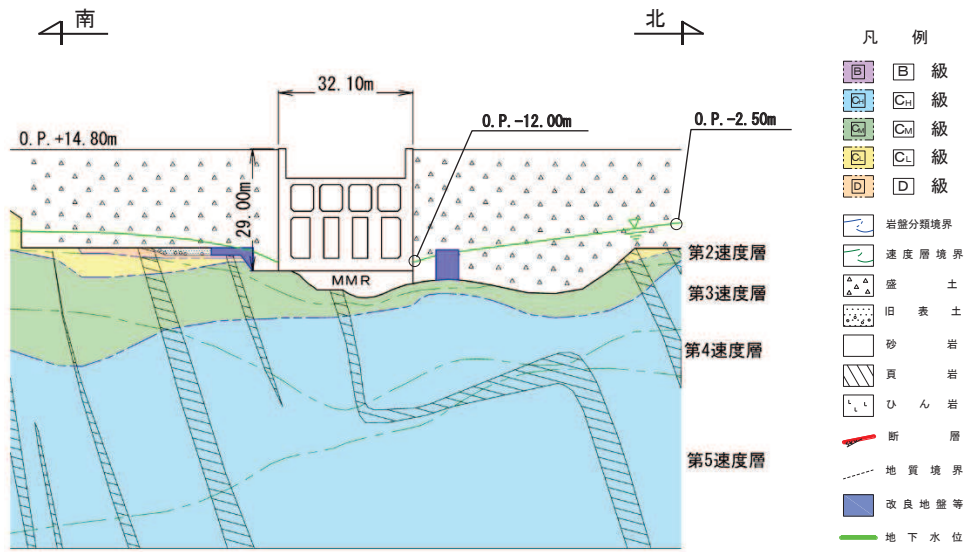 南
北
32.10m
O.P.-12.00m
O.P.-2.50m
O.P.+14.80m
29.00m
MMR
第2速度層
第3速度層
第4速度層
第5速度層
凡 例
B B 級
CH CH 級
CM CM 級
CL CL 級
D D 級
岩盤分類境界
速度層境界
盛土
旧表土
砂岩
頁岩
ひん岩
断層
地質境界
改良地盤等
地下水位